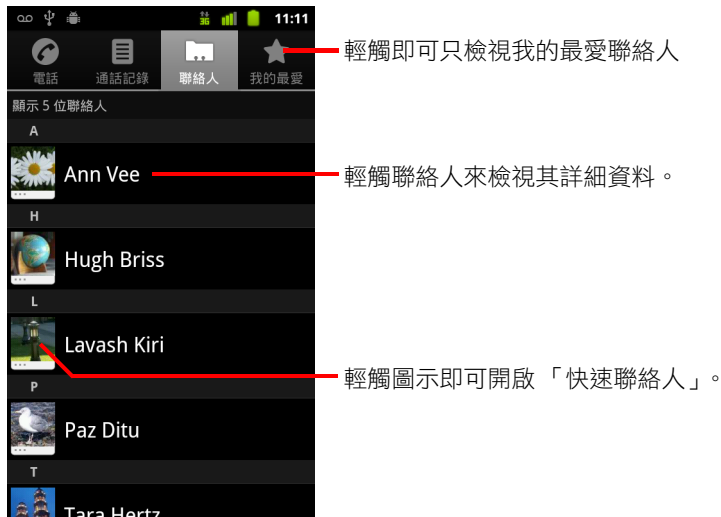 3G 11:11
電話 通話記錄 聯絡人 我的最愛
輕觸即可只檢視我的最愛聯絡人
顯示 5 位聯絡人
A
Ann Vee
輕觸聯絡人來檢視其詳細資料。
H
Hugh Briss
L
Lavash Kiri
輕觸圖示即可開啟「快速聯絡人」。
P
Paz Ditu
T
Tara Hertz